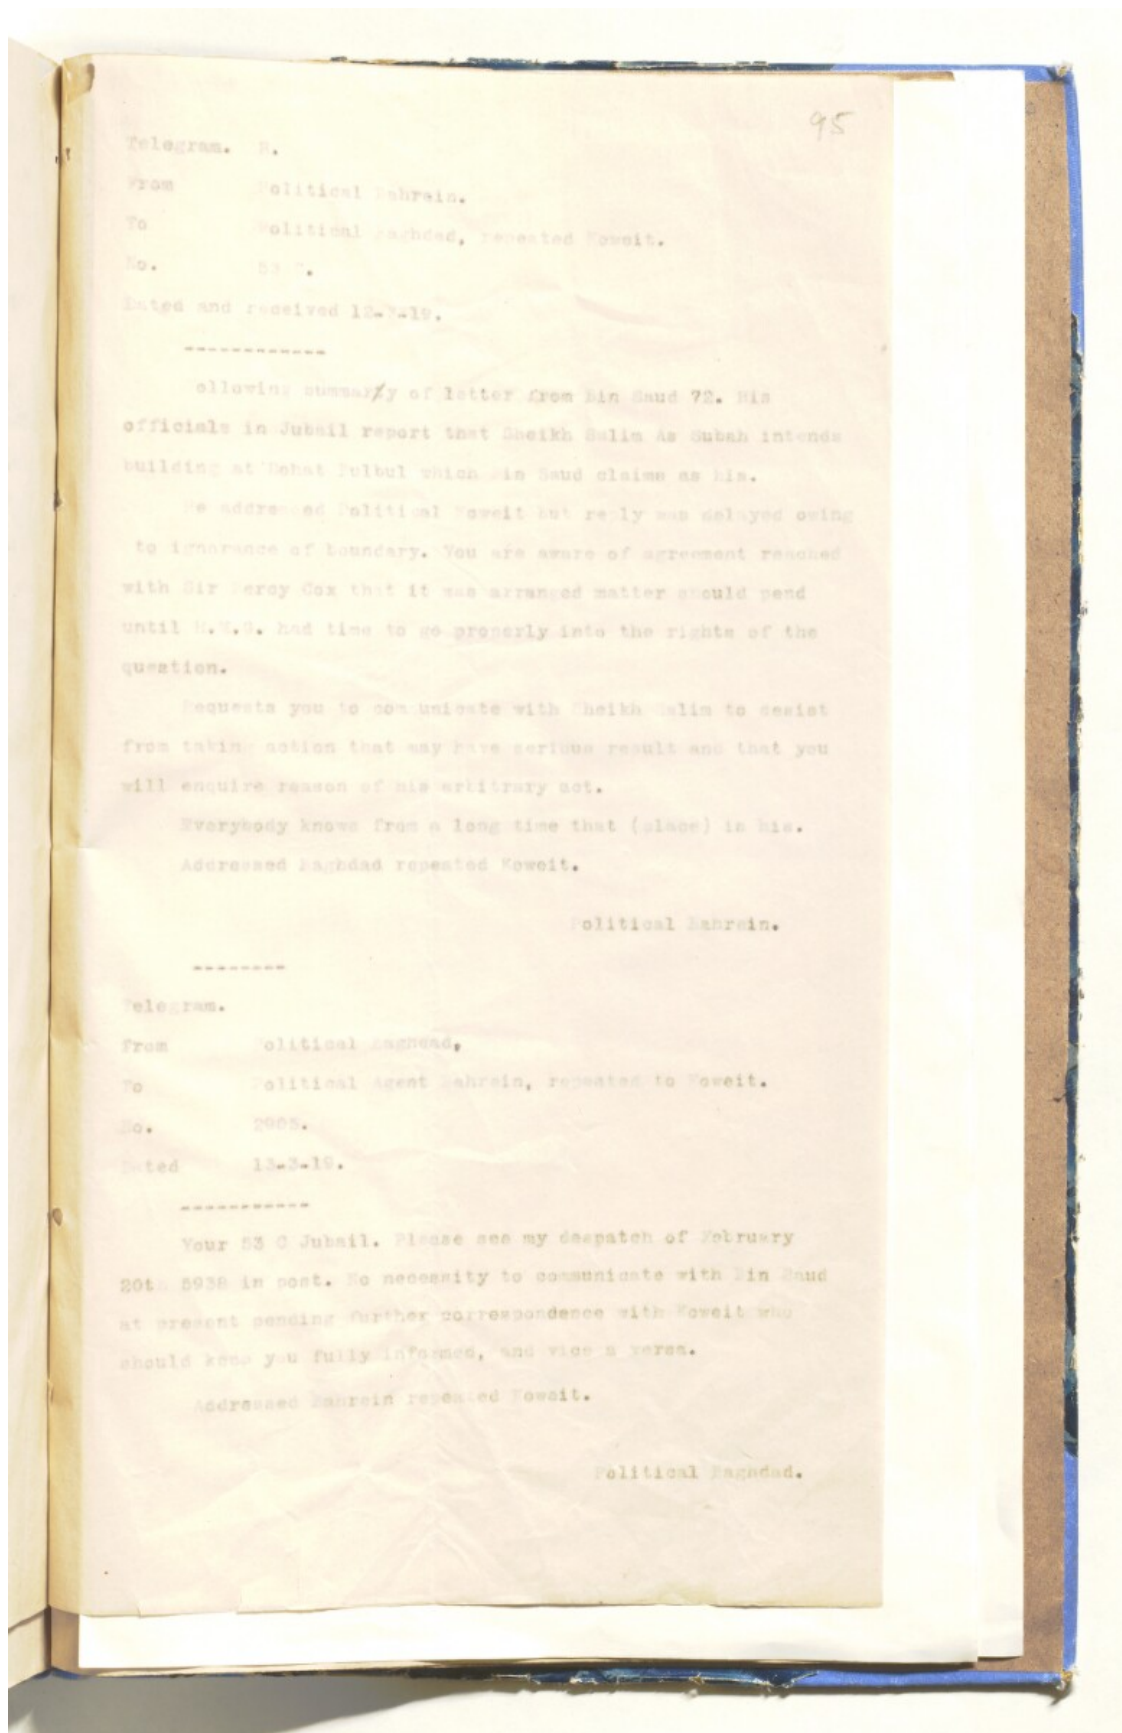 95
Telegram. R.
From Political Bahrein.
To Political Baghdad, repeated Koweit.
No. 53 C.
Dated and received 12-3-19.
------------
Following summary of letter from Bin Saud 72. His
officials in Jubail report that Sheikh Salim As Subah intends
building at Dohat Bulbul which Bin Saud claims as his.
He addressed Political Koweit but reply was delayed owing
to ignorance of boundary. You are aware of agreement reached
with Sir Percy Cox that it was arranged matter should pend
until H.M.G. had time to go properly into the rights of the
question.
Requests you to communicate with Sheikh Salim to desist
from taking action that may have serious result and that you
will enquire reason of his arbitrary act.
Everybody knows from a long time that (place) is his.
Addressed Baghdad repeated Koweit.
Political Bahrein.
--------
Telegram.
From Political Baghdad,
To Political Agent Bahrein, repeated to Koweit.
No. 2905.
Dated 13-3-19.
-----------
Your 53 C Jubail. Please see my despatch of February
20th 5938 in post. No necessity to communicate with Bin Saud
at present pending further correspondence with Koweit who
should keep you fully informed, and vice a versa.
Addressed Bahrein repeated Koweit.
Political Baghdad.